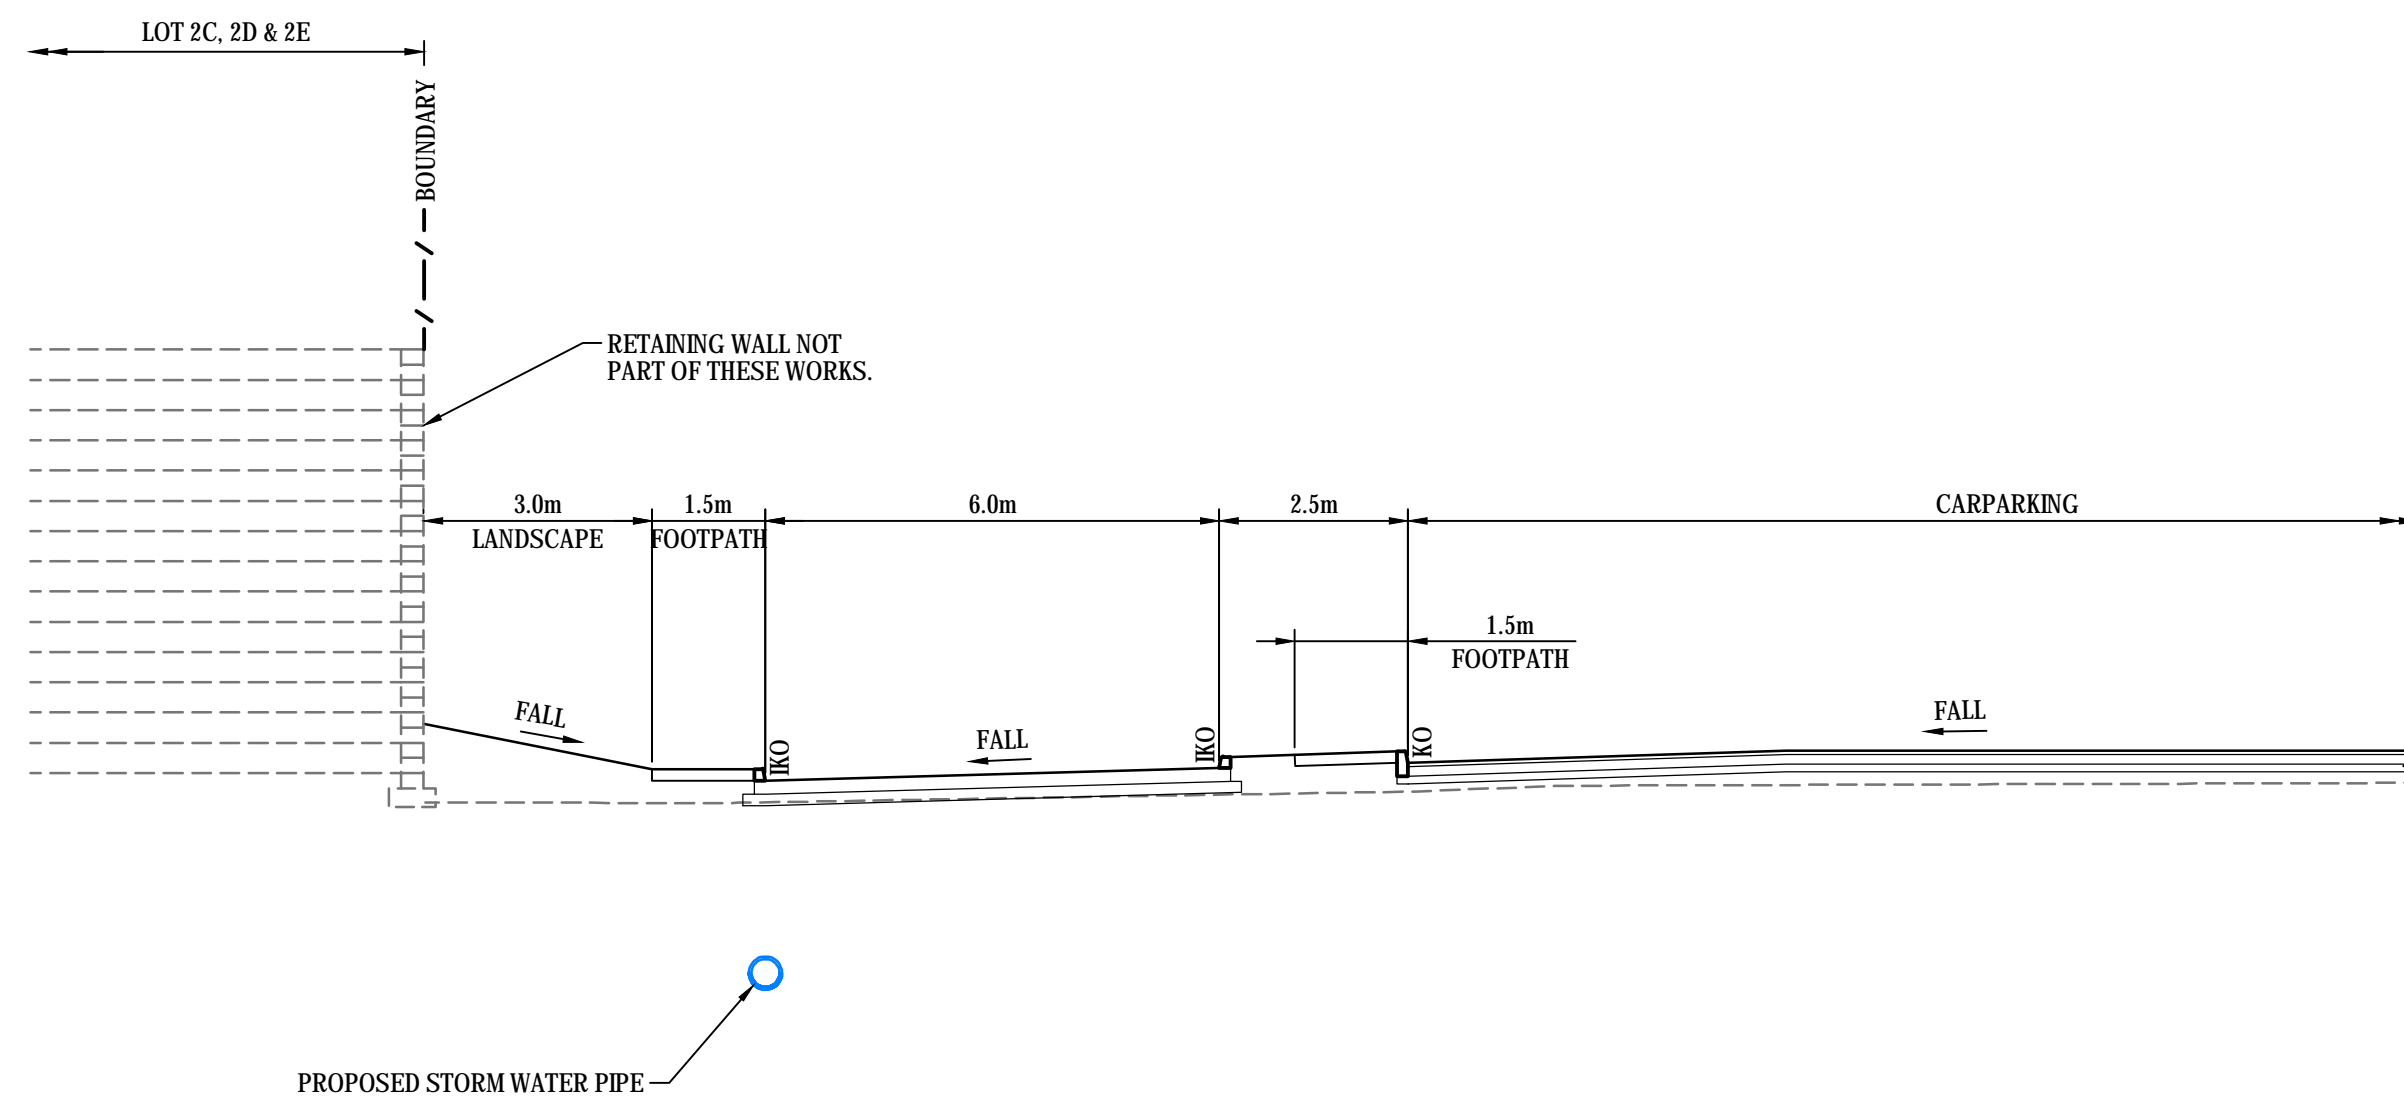 LOT 2C, 2D & 2E
BOUNDARY
RETAINING WALL NOT
PART OF THESE WORKS.
3.0m
LANDSCAPE
1.5m
FOOTPATH
6.0m
2.5m
CARPARKING
1.5m
FOOTPATH
FALL
IKO
FALL
IKO
KO
FALL
PROPOSED STORM WATER PIPE